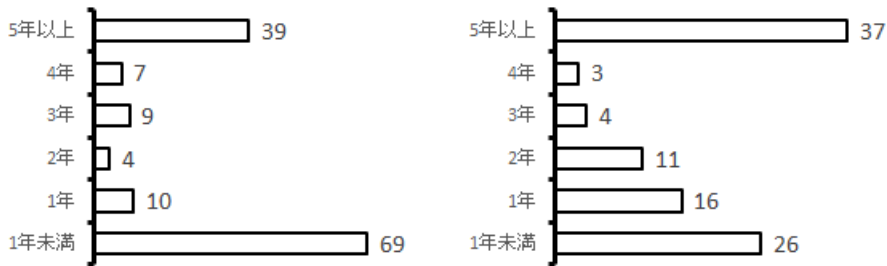 5年以上 39
4年 7
3年 9
2年 4
1年 10
1年未満 69
5年以上 37
4年 3
3年 4
2年 11
1年 16
1年未満 26